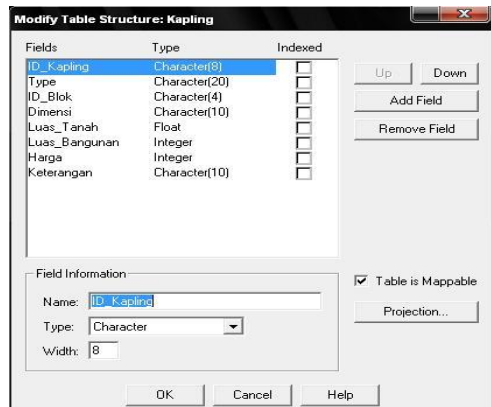 Modify Table Structure: Kapling
Fields Type Indexed
ID_Kapling Character(8)
Type Character(20)
ID_Blok Character(4)
Dimensi Character(10)
Luas_Tanah Float
Luas_Bangunan Integer
Harga Integer
Keterangan Character(10)
Up Down
Add Field
Remove Field
Field Information
Name: ID_Kapling
Type: Character
Width: 8
Table is Mappable
Projection...
OK Cancel Help